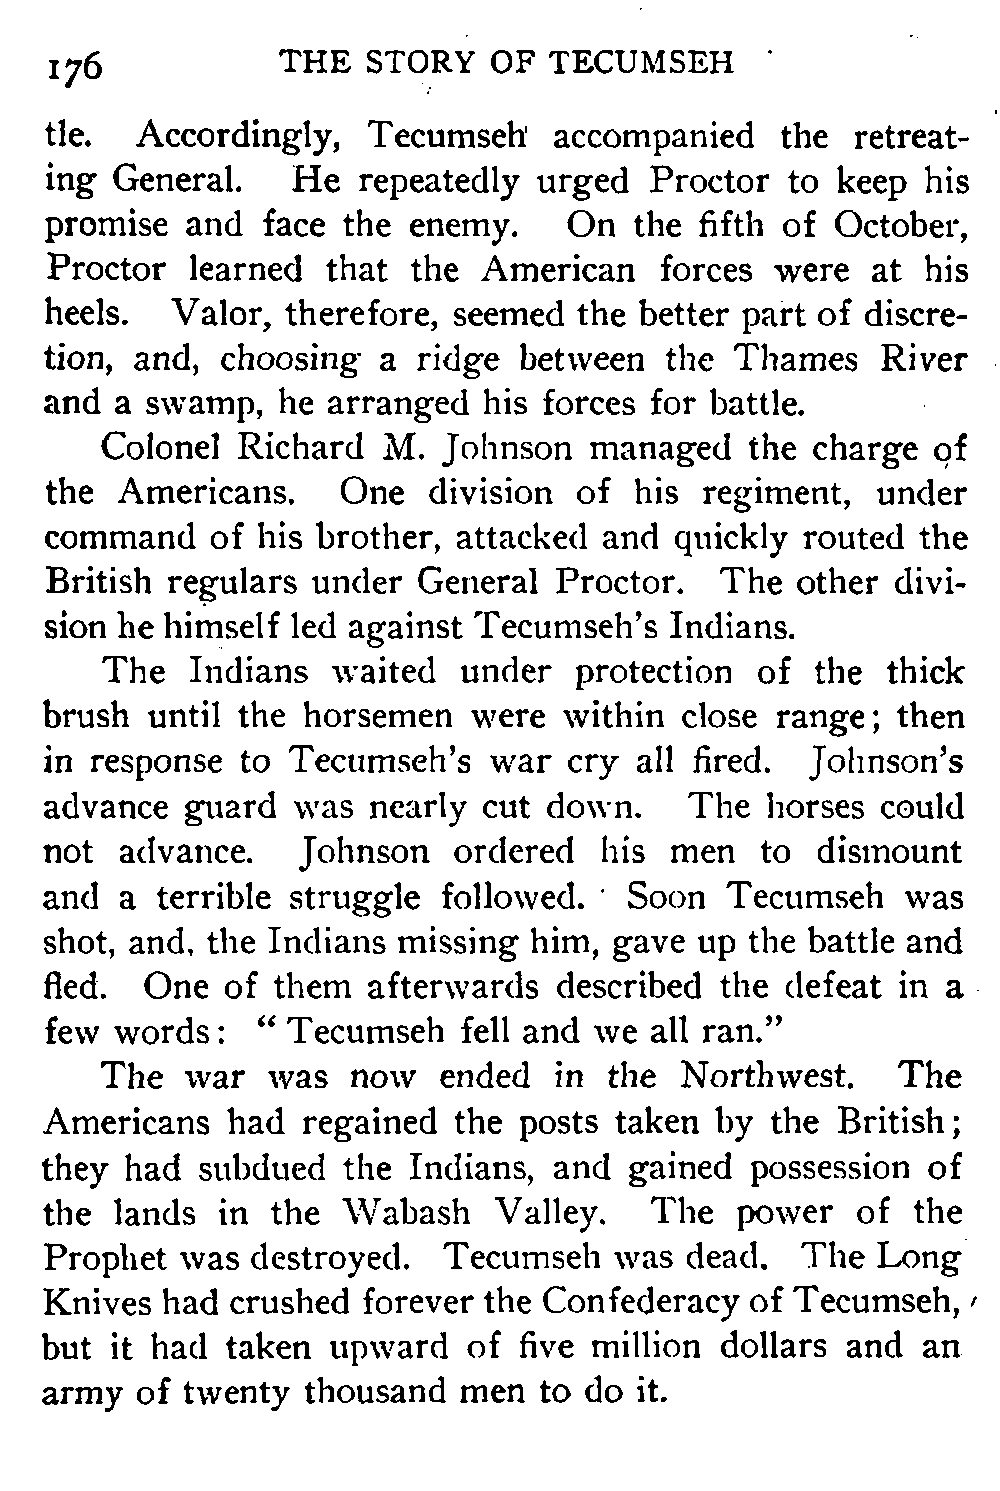 176 THE STORY OF TECUMSEH
tle. Accordingly, Tecumseh accompanied the retreat-
ing General. He repeatedly urged Proctor to keep his
promise and face the enemy. On the fifth of October,
Proctor learned that the American forces were at his
heels. Valor, therefore, seemed the better part of discre-
tion, and, choosing a ridge between the Thames River
and a swamp, he arranged his forces for battle.
Colonel Richard M. Johnson managed the charge of
the Americans. One division of his regiment, under
command of his brother, attacked and quickly routed the
British regulars under General Proctor. The other divi-
sion he himself led against Tecumseh's Indians.
The Indians waited under protection of the thick
brush until the horsemen were within close range; then
in response to Tecumseh's war cry all fired. Johnson's
advance guard was nearly cut down. The horses could
not advance. Johnson ordered his men to dismount
and a terrible struggle followed. Soon Tecumseh was
shot, and, the Indians missing him, gave up the battle and
fled. One of them afterwards described the defeat in a
few words: "Tecumseh fell and we all ran."
The war was now ended in the Northwest. The
Americans had regained the posts taken by the British;
they had subdued the Indians, and gained possession of
the lands in the Wabash Valley. The power of the
Prophet was destroyed. Tecumseh was dead. The Long
Knives had crushed forever the Confederacy of Tecumseh,
but it had taken upward of five million dollars and an
army of twenty thousand men to do it.